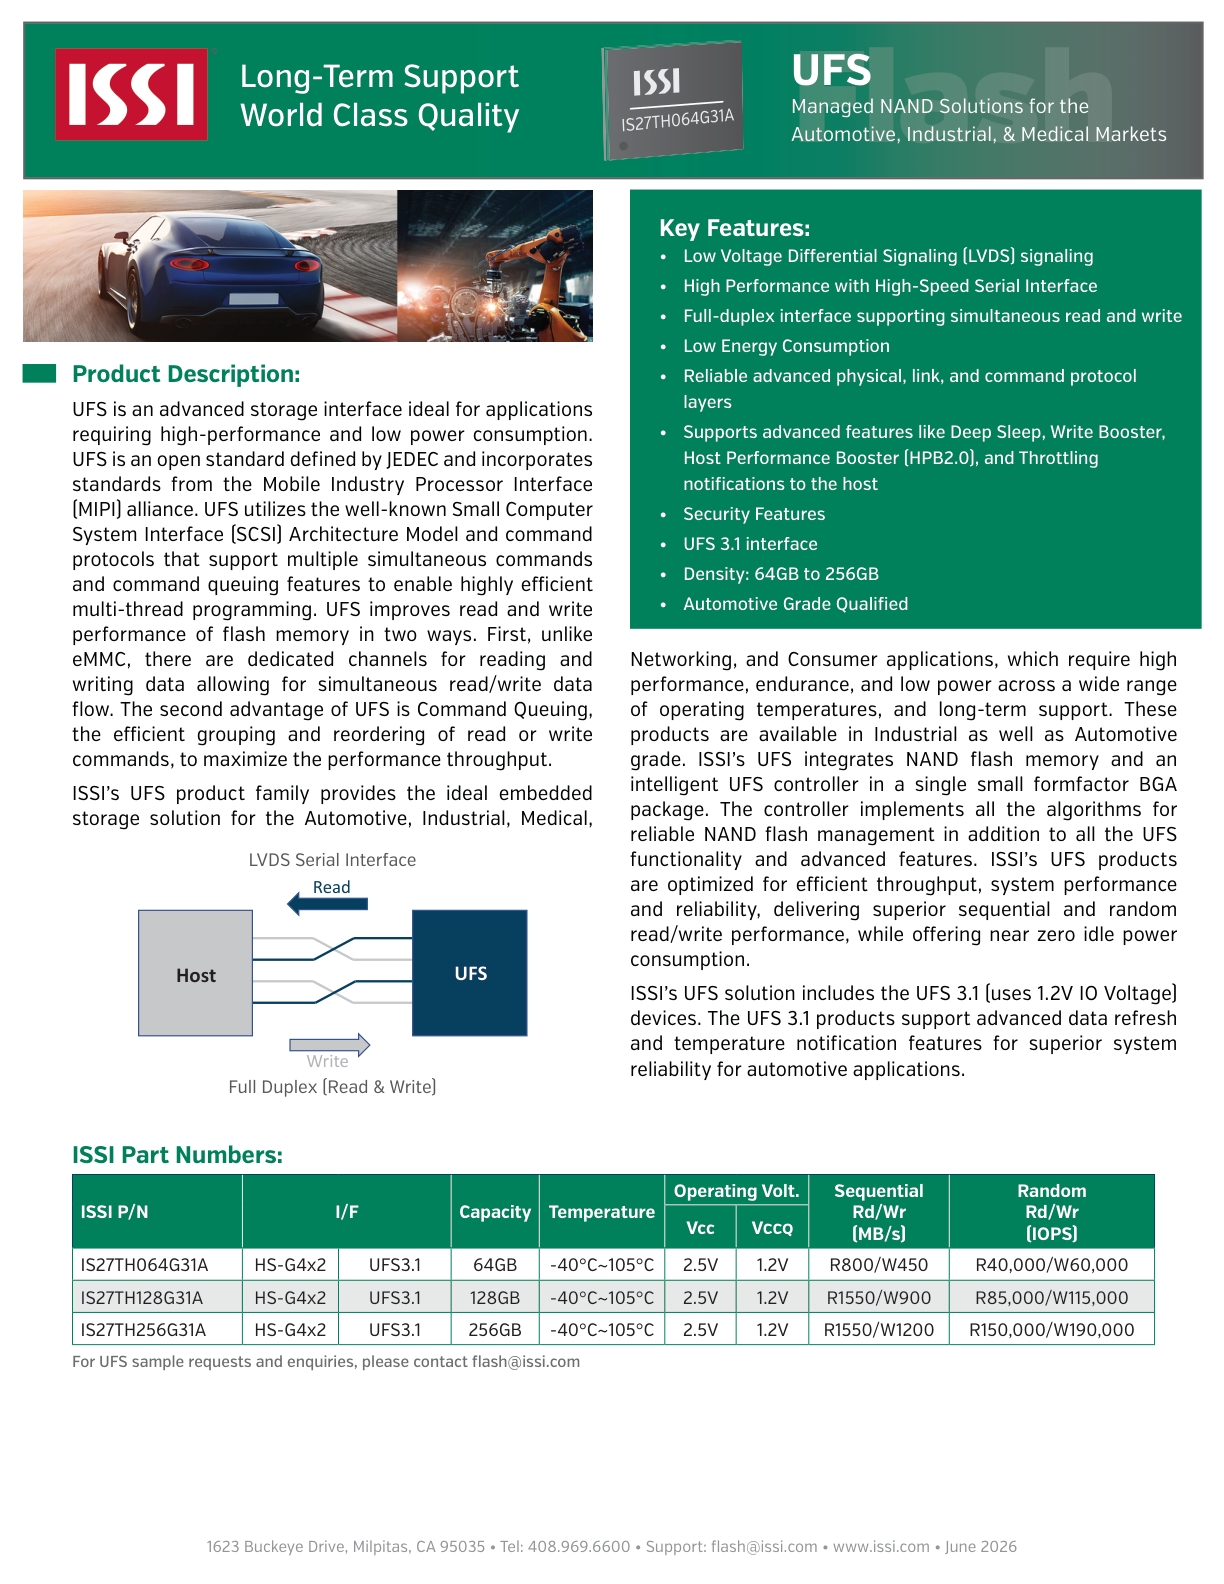 ISSI
Long-Term Support
World Class Quality
ISSI
IS27TH064G31A
Flash
UFS
Managed NAND Solutions for the
Automotive, Industrial, & Medical Markets
Product Description:
UFS is an advanced storage interface ideal for applications
requiring high-performance and low power consumption.
UFS is an open standard defined by JEDEC and incorporates
standards from the Mobile Industry Processor Interface
(MIPI) alliance. UFS utilizes the well-known Small Computer
System Interface (SCSI) Architecture Model and command
protocols that support multiple simultaneous commands
and command queuing features to enable highly efficient
multi-thread programming. UFS improves read and write
performance of flash memory in two ways. First, unlike
eMMC, there are dedicated channels for reading and
writing data allowing for simultaneous read/write data
flow. The second advantage of UFS is Command Queuing,
the efficient grouping and reordering of read or write
commands, to maximize the performance throughput.
ISSI's UFS product family provides the ideal embedded
storage solution for the Automotive, Industrial, Medical,
LVDS Serial Interface
Read
Host
UFS
Write
Full Duplex (Read & Write)
Key Features:
• Low Voltage Differential Signaling (LVDS) signaling
• High Performance with High-Speed Serial Interface
• Full-duplex interface supporting simultaneous read and write
• Low Energy Consumption
• Reliable advanced physical, link, and command protocol
layers
• Supports advanced features like Deep Sleep, Write Booster,
Host Performance Booster (HPB2.0), and Throttling
notifications to the host
• Security Features
• UFS 3.1 interface
• Density: 64GB to 256GB
• Automotive Grade Qualified
Networking, and Consumer applications, which require high
performance, endurance, and low power across a wide range
of operating temperatures, and long-term support. These
products are available in Industrial as well as Automotive
grade. ISSI's UFS integrates NAND flash memory and an
intelligent UFS controller in a single small formfactor BGA
package. The controller implements all the algorithms for
reliable NAND flash management in addition to all the UFS
functionality and advanced features. ISSI's UFS products
are optimized for efficient throughput, system performance
and reliability, delivering superior sequential and random
read/write performance, while offering near zero idle power
consumption.
ISSI's UFS solution includes the UFS 3.1 (uses 1.2V IO Voltage)
devices. The UFS 3.1 products support advanced data refresh
and temperature notification features for superior system
reliability for automotive applications.
ISSI Part Numbers:
ISSI P/N I/F Capacity Temperature Operating Volt. Vcc VCCQ Sequential Rd/Wr (MB/s) Random Rd/Wr (IOPS)
IS27TH064G31A HS-G4x2 UFS3.1 64GB -40°C~105°C 2.5V 1.2V R800/W450 R40,000/W60,000
IS27TH128G31A HS-G4x2 UFS3.1 128GB -40°C~105°C 2.5V 1.2V R1550/W900 R85,000/W115,000
IS27TH256G31A HS-G4x2 UFS3.1 256GB -40°C~105°C 2.5V 1.2V R1550/W1200 R150,000/W190,000
For UFS sample requests and enquiries, please contact flash@issi.com
1623 Buckeye Drive, Milpitas, CA 95035 • Tel: 408.969.6600 • Support: flash@issi.com • www.issi.com • June 2026